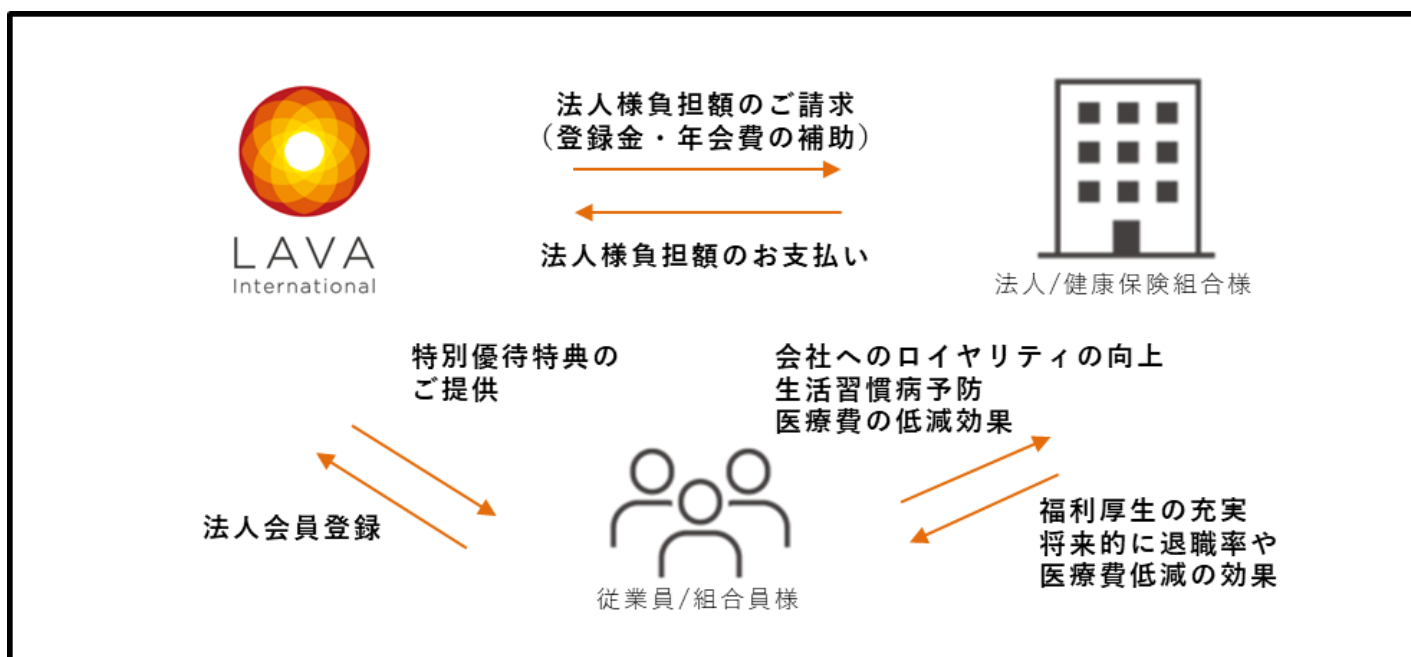 法人様負担額のご請求
（登録金・年会費の補助）
法人様負担額のお支払い
LAVA
International
法人/健康保険組合様
特別優待特典の
ご提供
会社へのロイヤリティの向上
生活習慣病予防
医療費の低減効果
法人会員登録
福利厚生の充実
将来的に退職率や
医療費低減の効果
従業員/組合員様